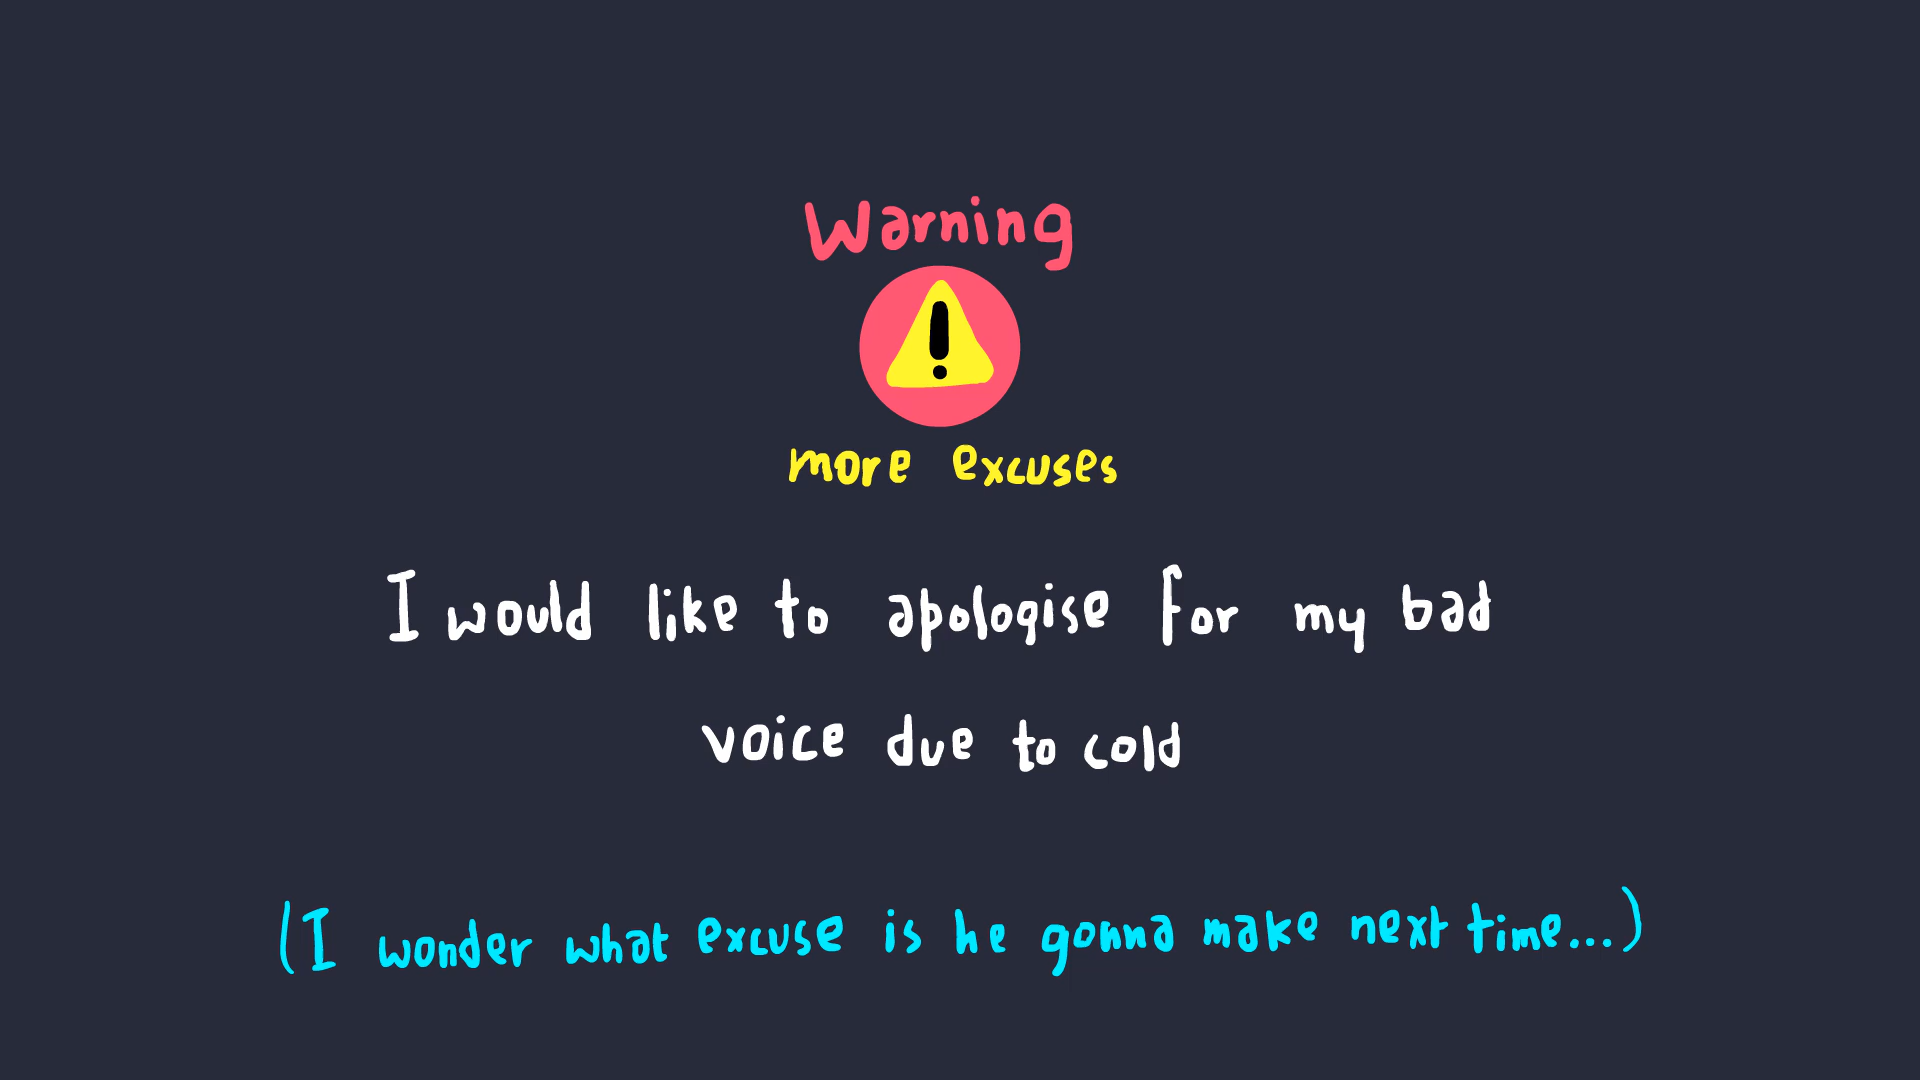 Warning
!
more excuses
I would like to apologise for my bad
voice due to cold
(I wonder what excuse is he gonna make next time...)